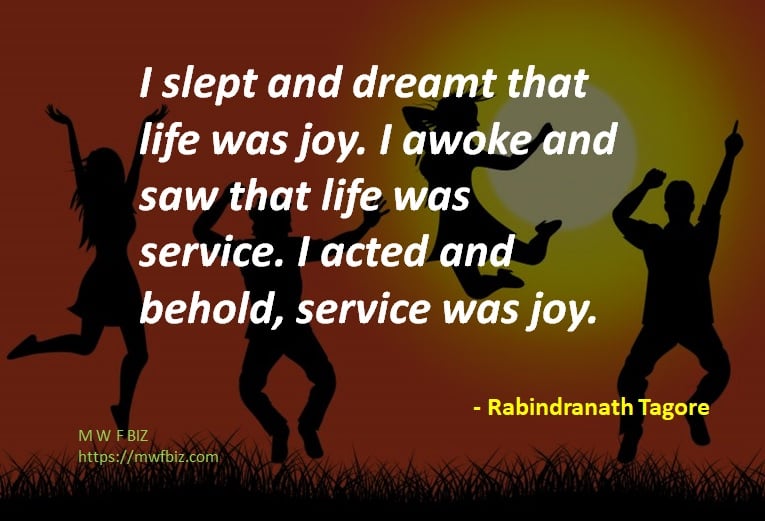 I slept and dreamt that
life was joy. I awoke and
saw that life was
service. I acted and
behold, service was joy.
- Rabindranath Tagore
M W F BIZ
https://mwfbiz.com